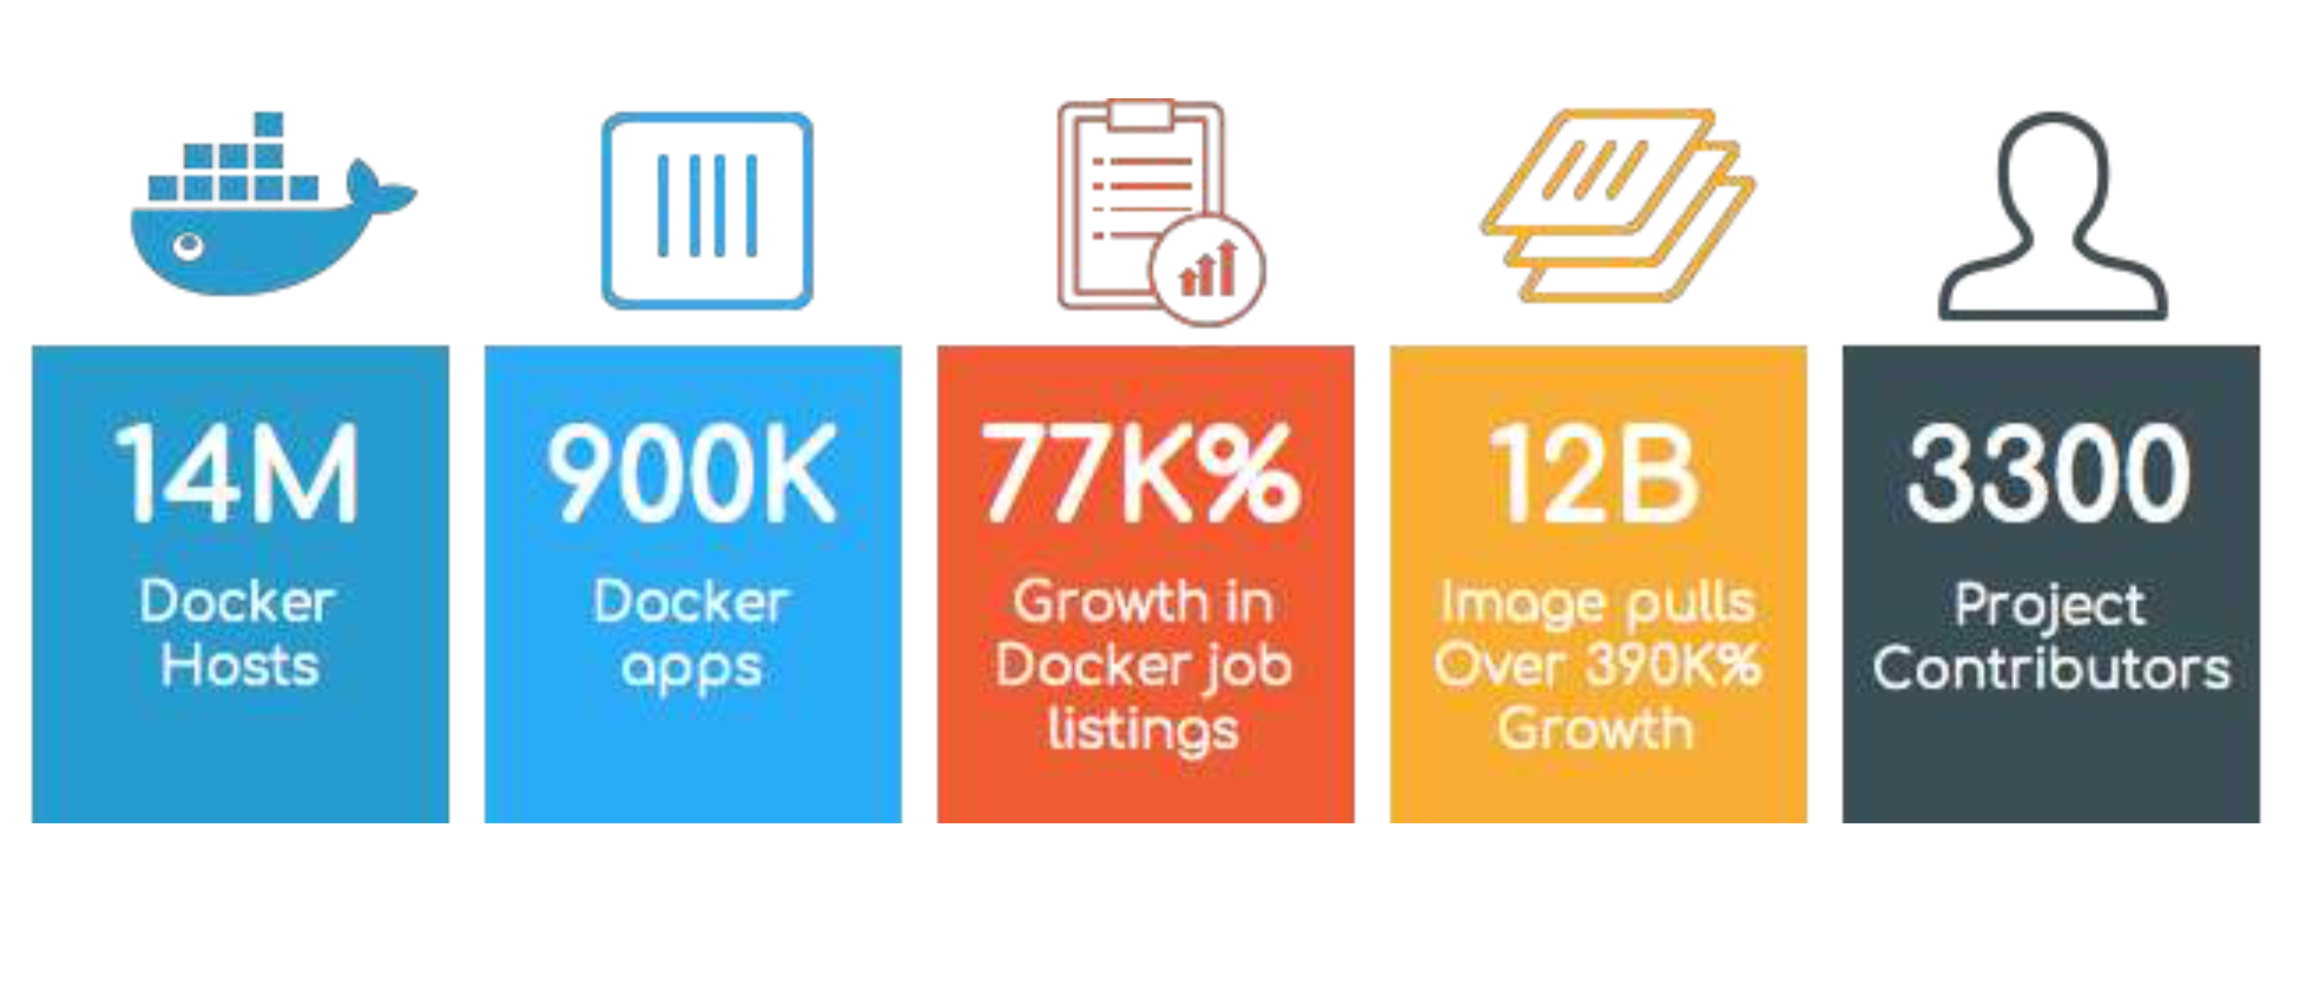 14M
Docker
Hosts
900K
Docker
apps
77K%
Growth in
Docker job
listings
12B
Image pulls
Over 390K%
Growth
3300
Project
Contributors